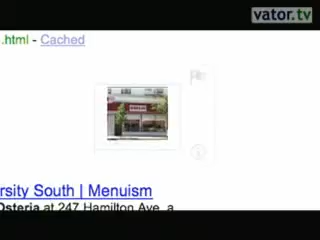 vator.tv
.html - Cached
rsity South | Menuism
Osteria at 247 Hamilton Ave, a